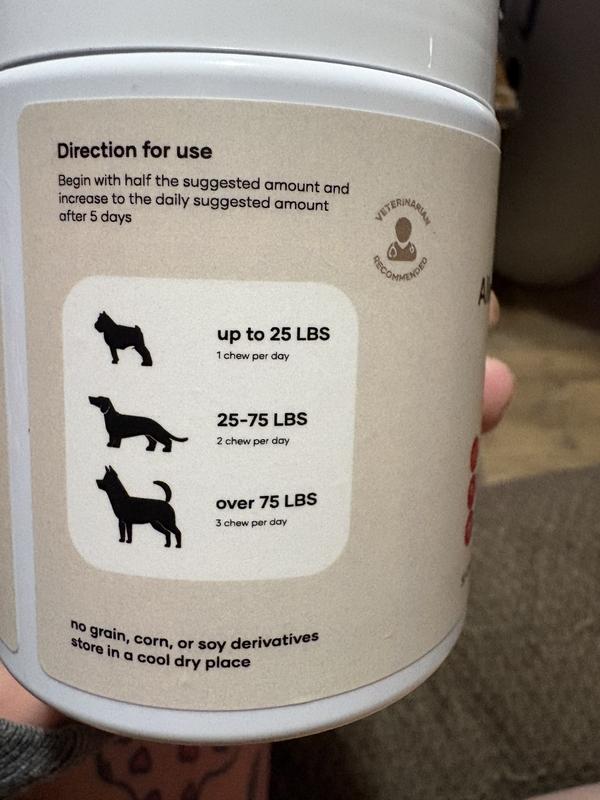 Direction for use
Begin with half the suggested amount and
increase to the daily suggested amount
after 5 days
VETERINARIAN
RECOMMENDED
up to 25 LBS
1 chew per day
25-75 LBS
2 chew per day
over 75 LBS
3 chew per day
no grain, corn, or soy derivatives
store in a cool dry place